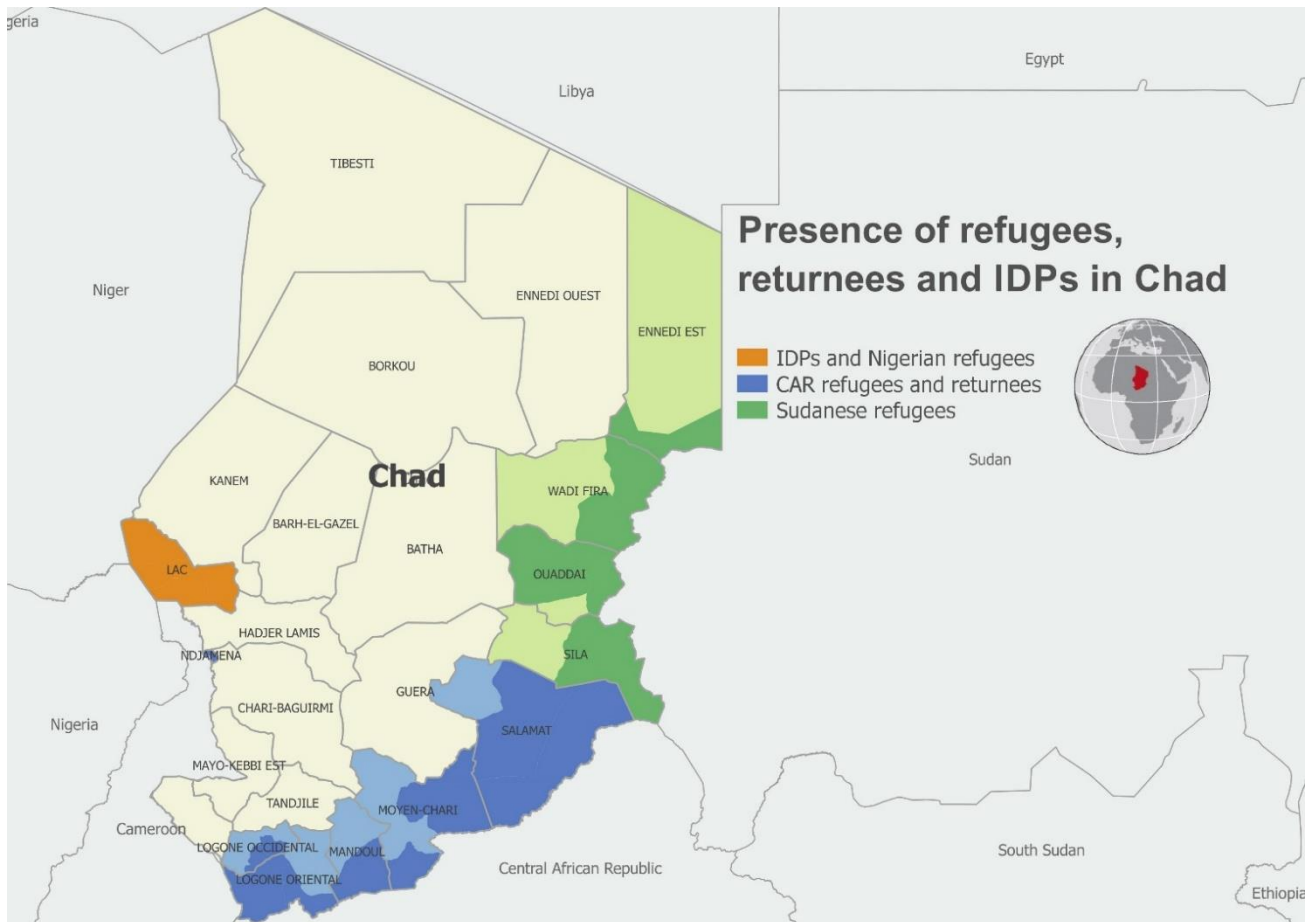 geria
Libya
Egypt
TIBESTI
Presence of refugees,
returnees and IDPs in Chad
Niger
ENNEDI OUEST
ENNEDI EST
BORKOU
IDPs and Nigerian refugees
CAR refugees and returnees
Sudanese refugees
Sudan
Chad
KANEM
WADI FIRA
BARH-EL-GAZEL
BATHA
LAC
OUADDAI
HADJER LAMIS
NDJAMENA
SILA
GUERA
CHARI-BAGUIRMI
Nigeria
SALAMAT
MAYO-KEBBI EST
TANDJILE
MOYEN-CHARI
Cameroon
LOGONE OCCIDENTAL
MANDOUL
South Sudan
Central African Republic
LOGONE ORIENTAL
Ethiopia